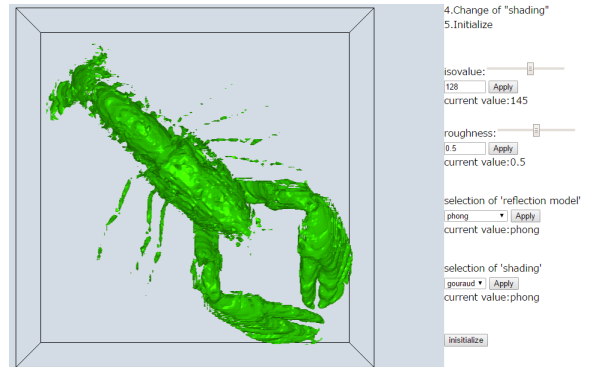 4.Change of "shading"
5.Initialize
isovalue:
128 Apply
current value:145
roughness:
0.5 Apply
current value:0.5
selection of 'reflection model'
phong Apply
current value:phong
selection of 'shading'
gouraud Apply
current value:phong
inisitialize